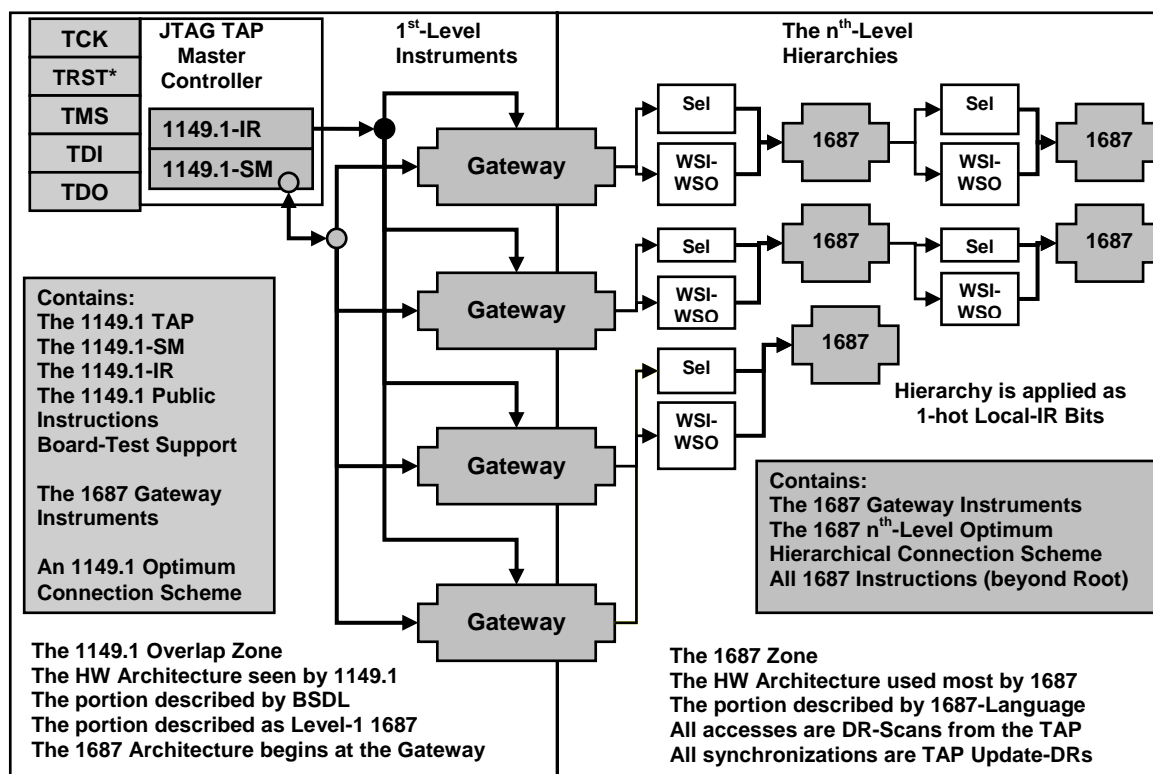 TCK
TRST*
TMS
TDI
TDO
JTAG TAP
Master
Controller
1149.1-IR
1149.1-SM
1st-Level
Instruments
The nth-Level
Hierarchies
Gateway
Sel
WSI-
WSO
1687
Sel
WSI-
WSO
1687
Gateway
Sel
WSI-
WSO
1687
Sel
WSI-
WSO
1687
Gateway
Sel
WSI-
WSO
1687
Hierarchy is applied as
1-hot Local-IR Bits
Gateway
Contains:
The 1149.1 TAP
The 1149.1-SM
The 1149.1-IR
The 1149.1 Public
Instructions
Board-Test Support
The 1687 Gateway
Instruments
An 1149.1 Optimum
Connection Scheme
Contains:
The 1687 Gateway Instruments
The 1687 nth-Level Optimum
Hierarchical Connection Scheme
All 1687 Instructions (beyond Root)
The 1149.1 Overlap Zone
The HW Architecture seen by 1149.1
The portion described by BSDL
The portion described as Level-1 1687
The 1687 Architecture begins at the Gateway
The 1687 Zone
The HW Architecture used most by 1687
The portion described by 1687-Language
All accesses are DR-Scans from the TAP
All synchronizations are TAP Update-DRs